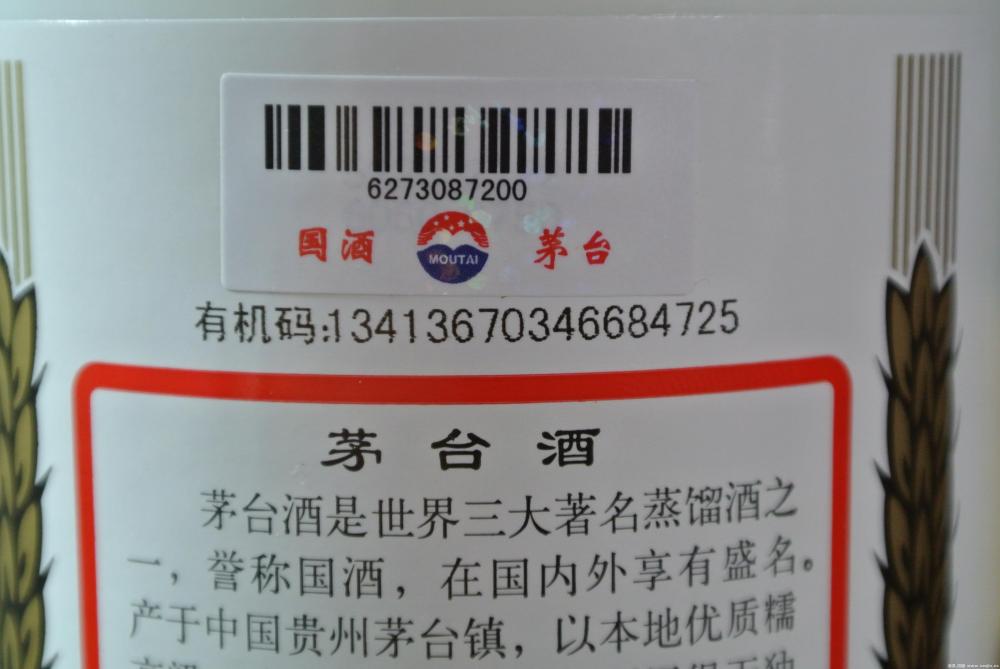 6273087200
国酒 MOUTAI 茅台
有机码:13413670346684725
茅台酒
茅台酒是世界三大著名蒸馏酒之
一，誉称国酒，在国内外享有盛名。
产于中国贵州茅台镇，以本地优质糯